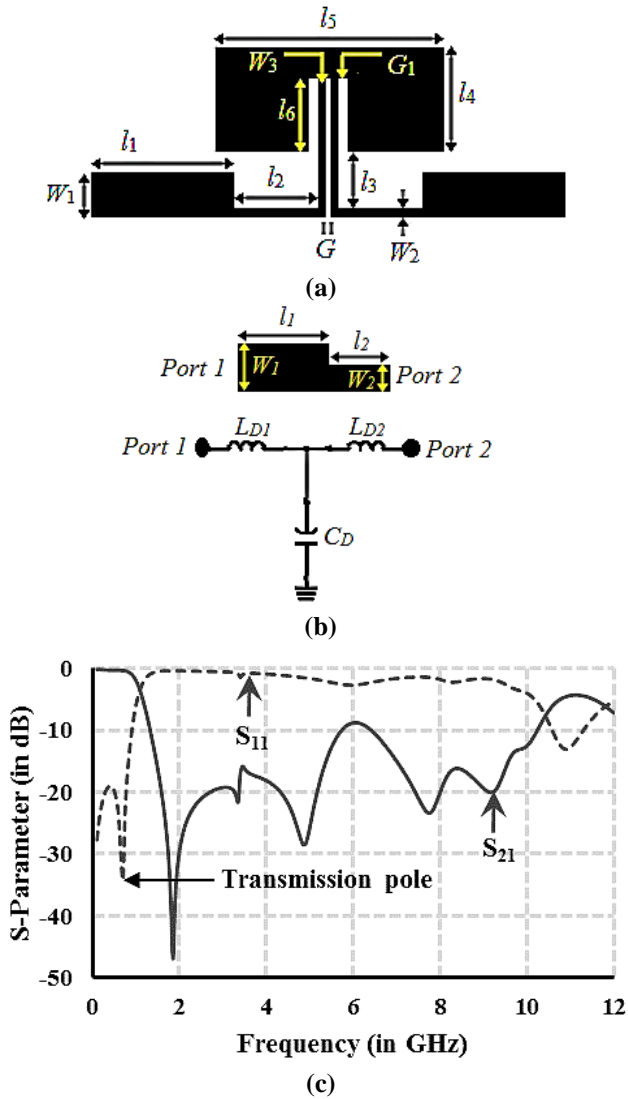 l5
W3
G1
l6
l4
l1
l2
l3
W1
G
W2
(a)
l1
l2
Port 1
W1
W2
Port 2
LD1
LD2
Port 1
Port 2
CD
(b)
0
-10
-20
-30
-40
-50
S-Parameter (in dB)
S11
S21
Transmission pole
0
2
4
6
8
10
12
Frequency (in GHz)
(c)